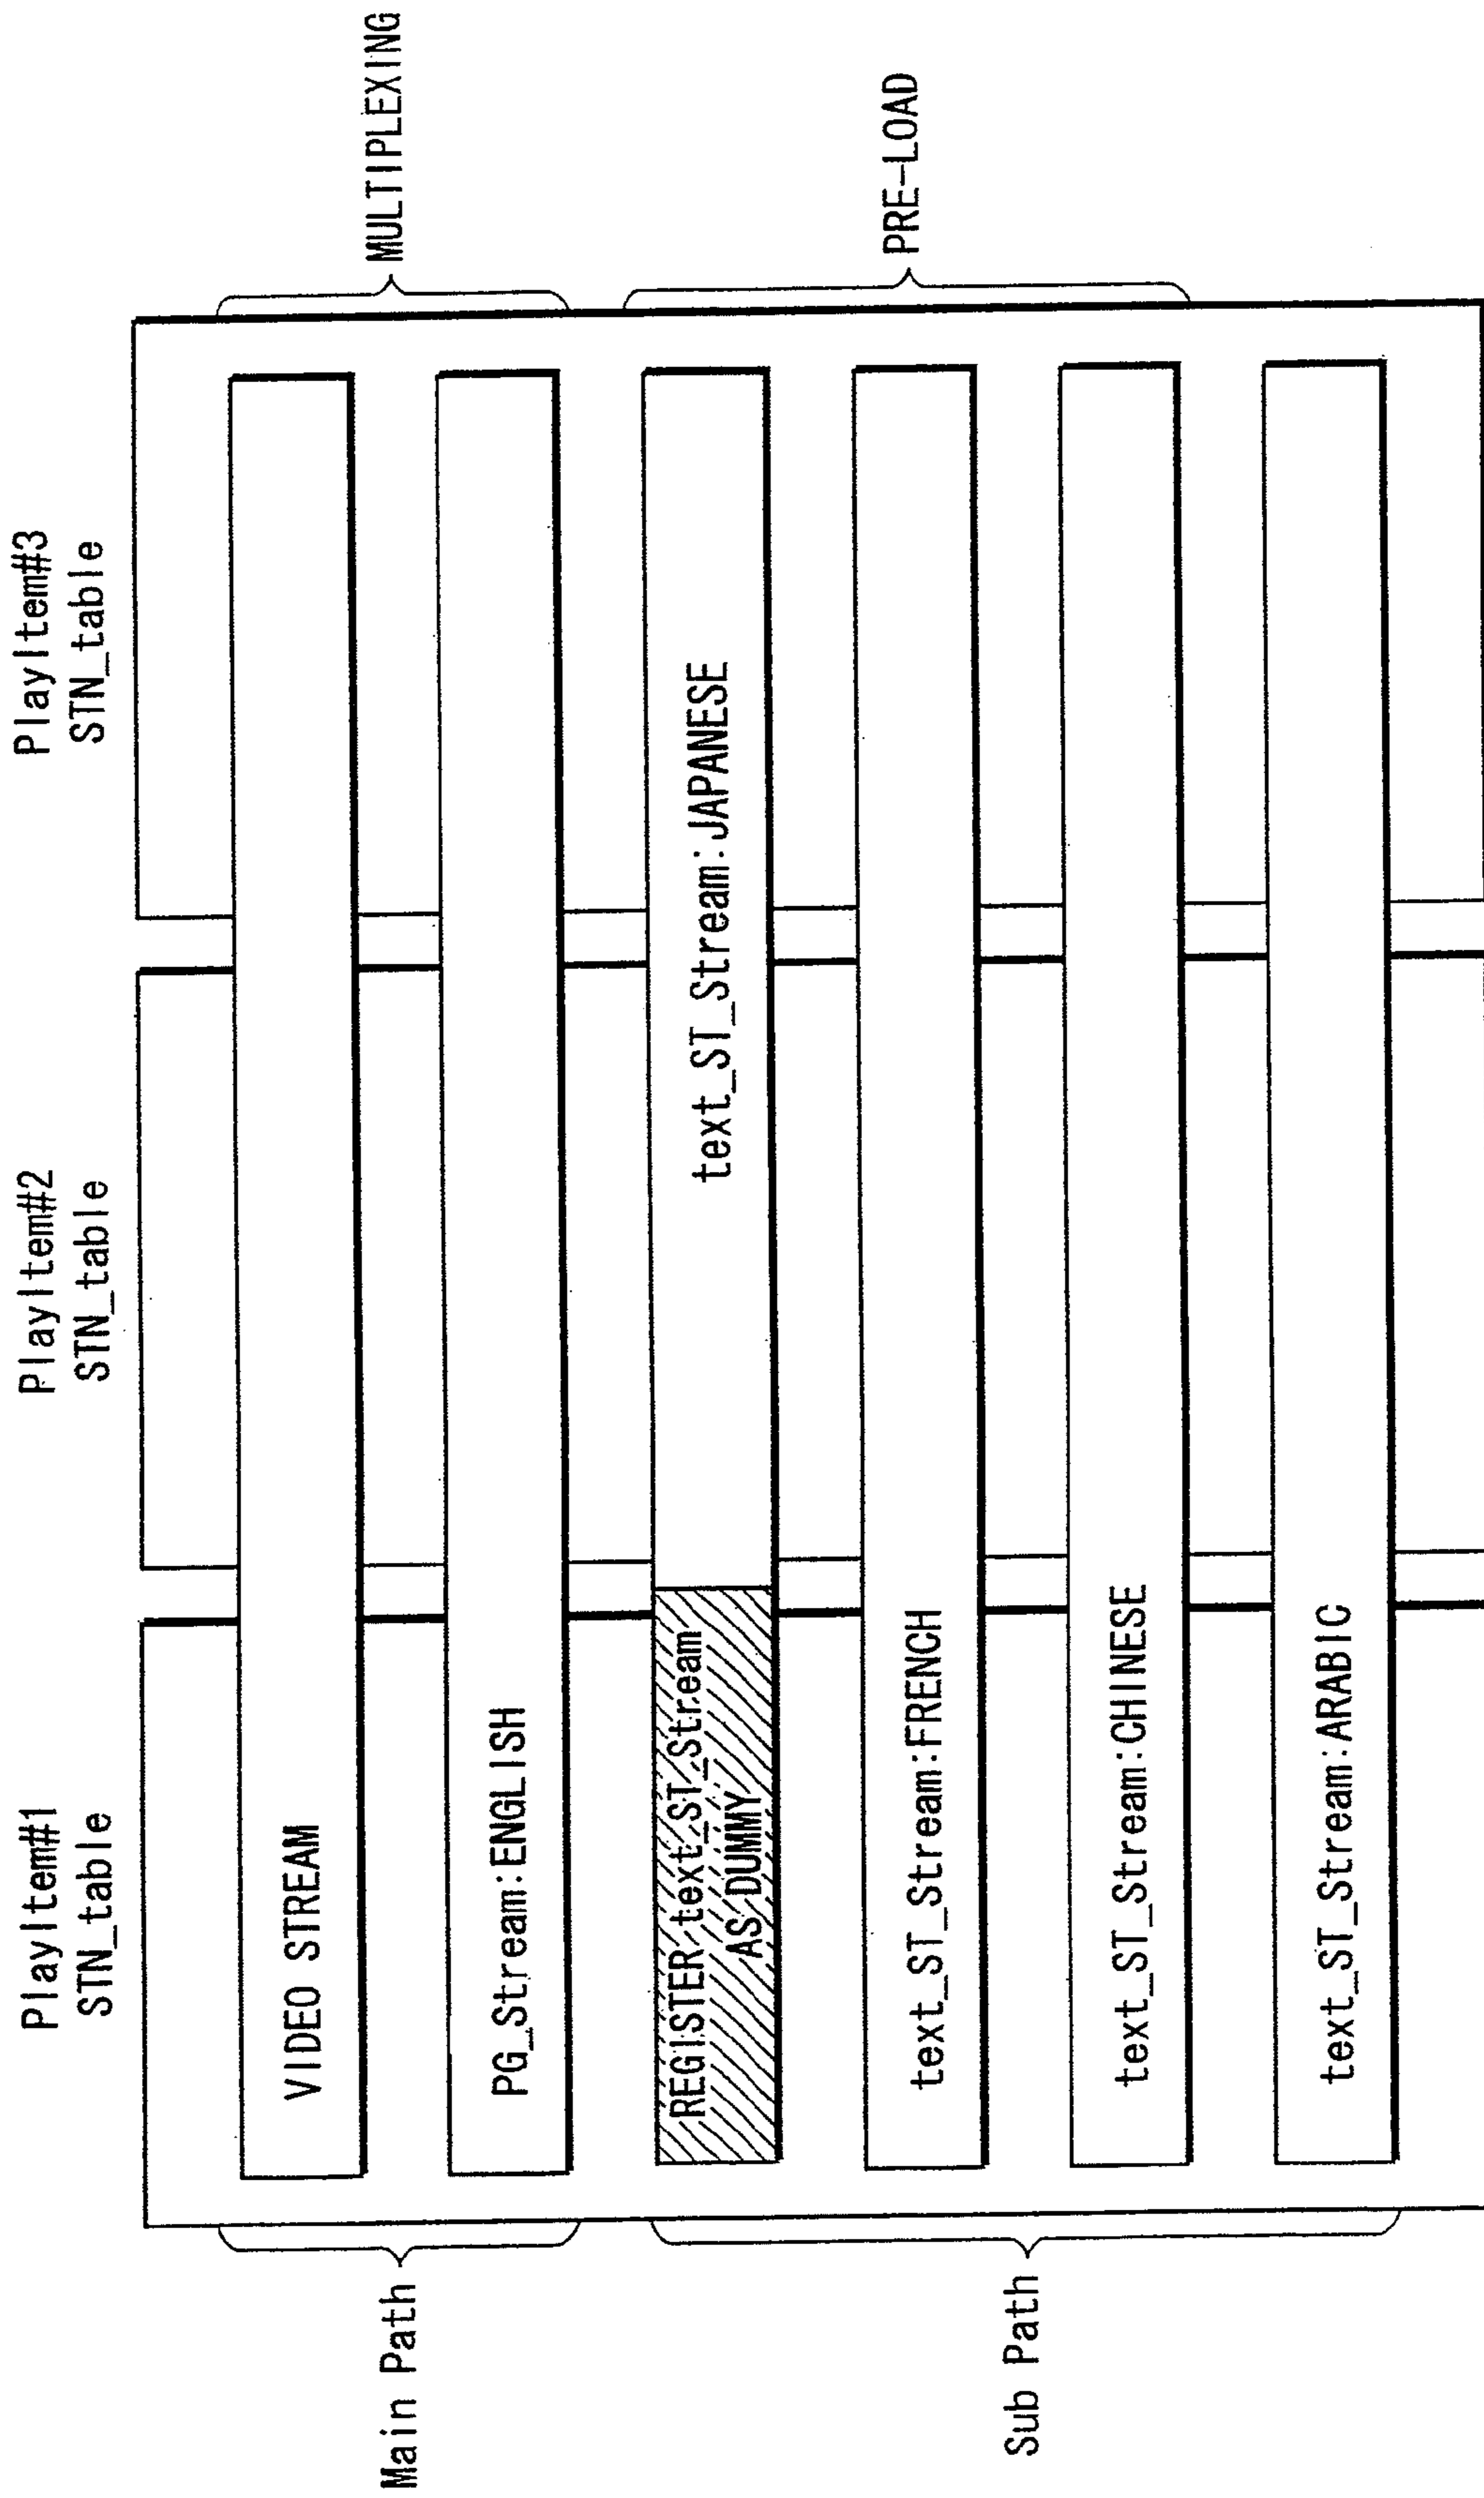 PlayItem#1
STN_table
PlayItem#2
STN_table
PlayItem#3
STN_table
Main Path
VIDEO STREAM
PG_Stream:ENGLISH
MULTIPLEXING
Sub Path
REGISTER text_ST_Stream
AS DUMMY
text_ST_Stream:JAPANESE
text_ST_Stream:FRENCH
text_ST_Stream:CHINESE
text_ST_Stream:ARABIC
PRE-LOAD